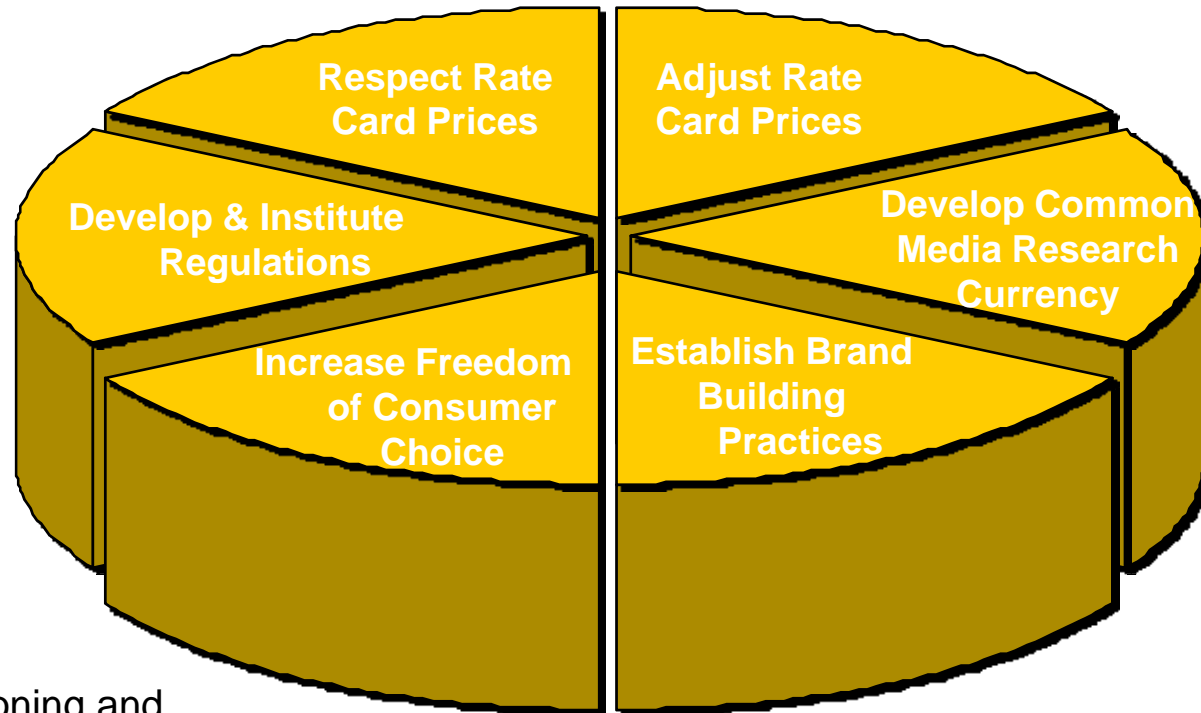 Respect Rate
Card Prices
Adjust Rate
Card Prices
Develop & Institute
Regulations
Develop Common
Media Research
Currency
Increase Freedom
of Consumer
Choice
Establish Brand
Building
Practices
and